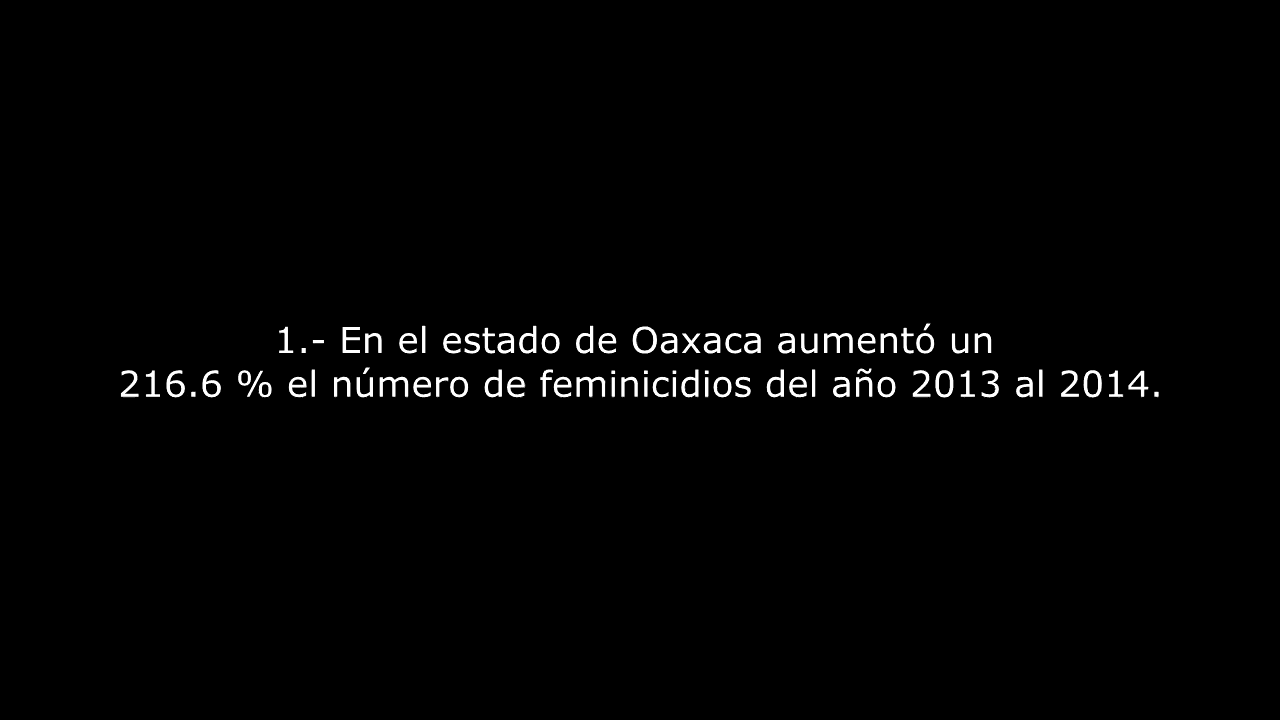 1.- En el estado de Oaxaca aumentó un
216.6 % el número de feminicidios del año 2013 al 2014.